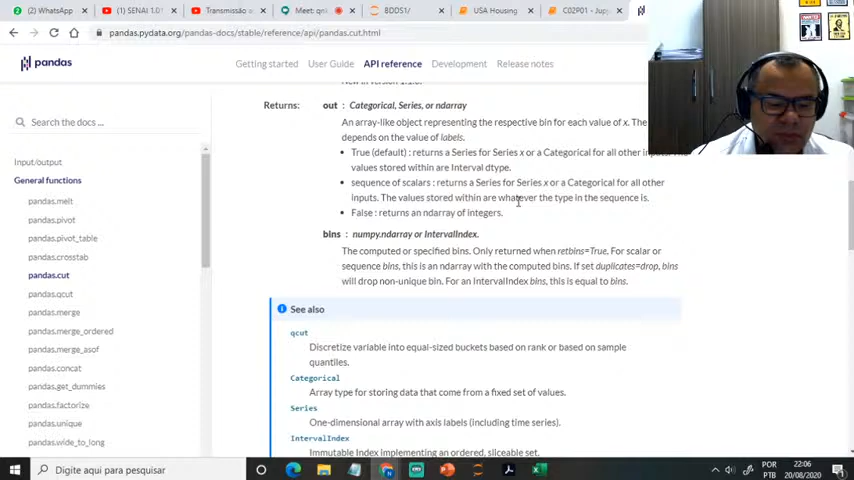 (2) WhatsApp
(1) SENAI 1.01
Transmissão o
Meet: qn
8DDS1/
USA Housing
C02P01 - Jup
pandas.pydata.org/pandas-docs/stable/reference/api/pandas.cut.html
pandas
Getting started
User Guide
API reference
Development
Release notes
Search the docs ...
Input/output
General functions
pandas.melt
pandas.pivot
pandas.pivot_table
pandas.crosstab
pandas.cut
pandas.qcut
pandas.merge
pandas.merge_ordered
pandas.merge_asof
pandas.concat
pandas.get_dummies
pandas.factorize
pandas.unique
pandas.wide_to_long
Returns:
out : Categorical, Series, or ndarray
An array-like object representing the respective bin for each value of x. The
depends on the value of labels.
True (default) : returns a Series for Series x or a Categorical for all other
values stored within are Interval dtype.
sequence of scalars : returns a Series for Series x or a Categorical for all other
inputs. The values stored within are whatever the type in the sequence is.
False : returns an ndarray of integers.
bins : numpy.ndarray or IntervalIndex.
The computed or specified bins. Only returned when retbins=True. For scalar or
sequence bins, this is an ndarray with the computed bins. If set duplicates=drop, bins
will drop non-unique bin. For an IntervalIndex bins, this is equal to bins.
See also
qcut
Discretize variable into equal-sized buckets based on rank or based on sample
quantiles.
Categorical
Array type for storing data that come from a fixed set of values.
Series
One-dimensional array with axis labels (including time series).
IntervalIndex
Immutable Index implementing an ordered, sliceable set.
Digite aqui para pesquisar
POR
PTB
22:06
20/08/2020